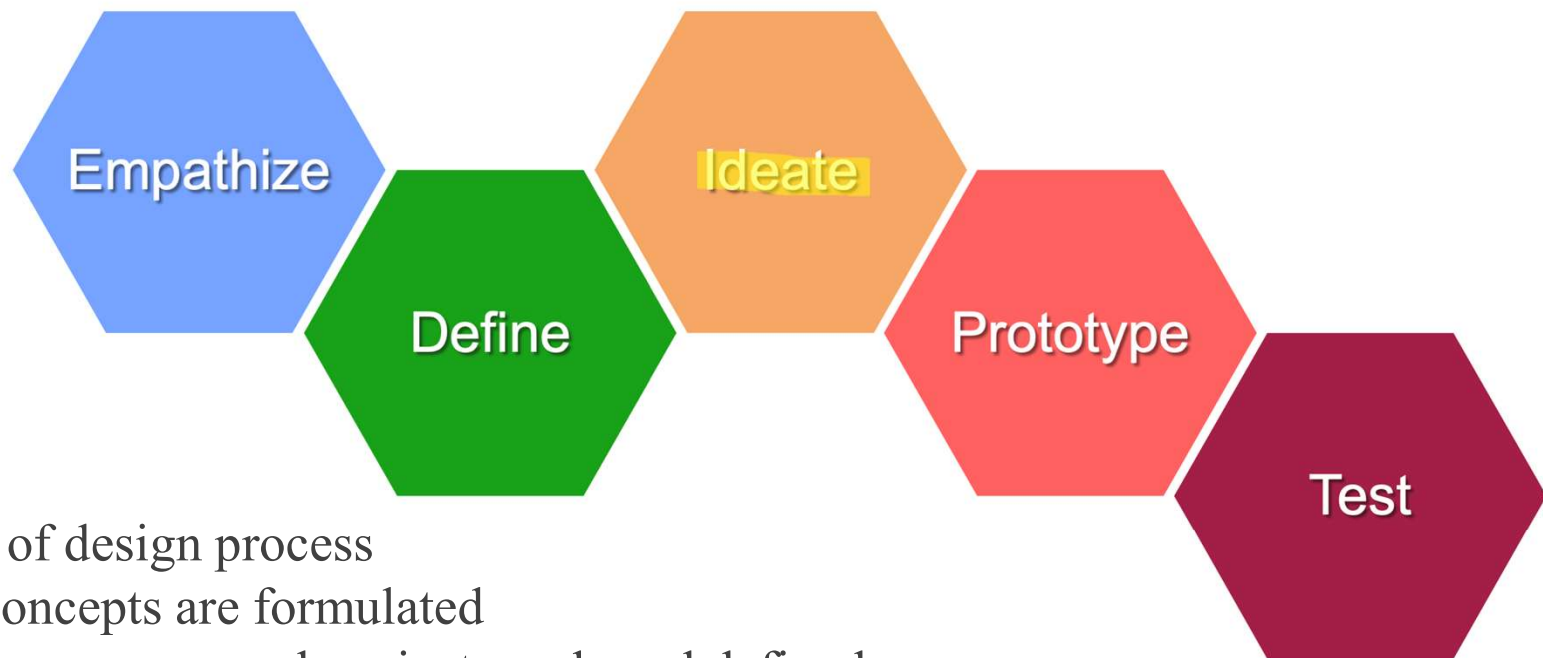 Empathize
Define
Ideate
Prototype
Test
of design process
oncepts are formulated